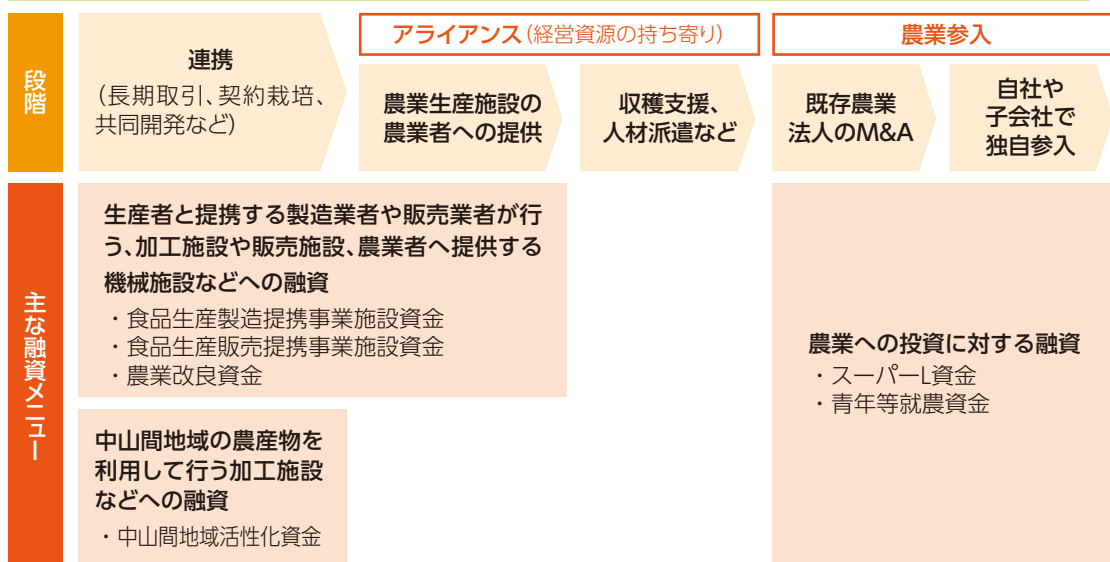 段階
連携
(長期取引、契約栽培、
共同開発など)
アライアンス(経営資源の持ち寄り)
農業生産施設の
農業者への提供
収穫支援、
人材派遣など
農業参入
既存農業
法人のM&A
自社や
子会社で
独自参入
主な融資メニュー
生産者と提携する製造業者や販売業者が行
う、加工施設や販売施設、農業者へ提供する
機械施設などへの融資
・食品生産製造提携事業施設資金
・食品生産販売提携事業施設資金
・農業改良資金
中山間地域の農産物を
利用して行う加工施設
などへの融資
・中山間地域活性化資金
農業への投資に対する融資
・スーパーL資金
・青年等就農資金